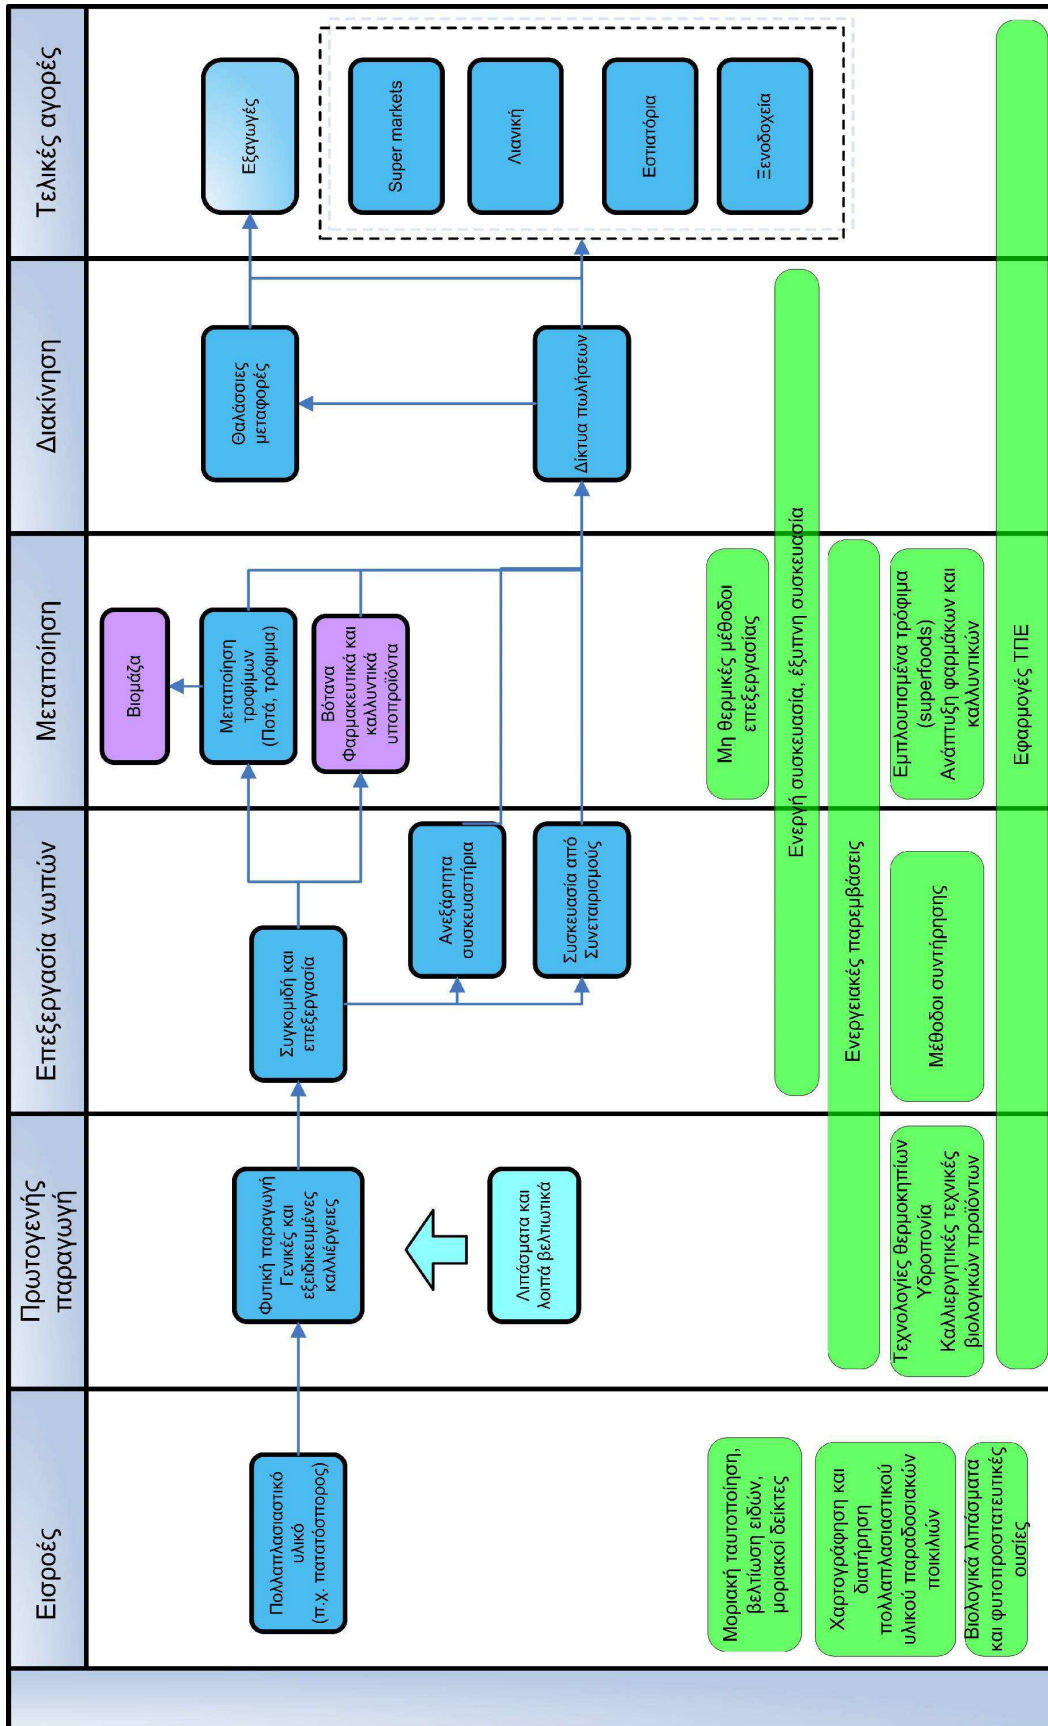 Εισροές
Πρωτογενής
παραγωγή
Επεξεργασία νωπών
Μεταποίηση
Διακίνηση
Τελικές αγορές
Πολλαπλασιαστικό
υλικό
(π.χ. πατατόσπορος)
Φυτική παραγωγή
Γενικές και
εξειδικευμένες
καλλιέργειες
Λιπάσματα και
λοιπά βελτιωτικά
Συγκομιδή και
επεξεργασία
Ανεξάρτητα
συσκευαστήρια
Συσκευασία από
Συνεταιρισμούς
Βιομάζα
Μεταποίηση
τροφίμων
(Ποτά, τρόφιμα)
Βότανα
Φαρμακευτικά και
καλλυντικά
υποπροϊόντα
Θαλάσσιες
μεταφορές
Δίκτυα πωλήσεων
Εξαγωγές
Super markets
Λιανική
Εστιατόρια
Ξενοδοχεία
Μοριακή ταυτοποίηση,
βελτίωση ειδών,
μοριακοί δείκτες
Χαρτογράφηση και
διατήρηση
πολλαπλασιαστικού
υλικού παραδοσιακών
ποικιλιών
Βιολογικά λιπάσματα
και φυτοπροστατευτικές
ουσίες
Μη θερμικές μέθοδοι
επεξεργασίας
Ενεργή συσκευασία, έξυπνη συσκευασία
Ενεργειακές παρεμβάσεις
Τεχνολογίες θερμοκηπίων
Υδροπονία
Καλλιεργητικές τεχνικές
βιολογικών προϊόντων
Μέθοδοι συντήρησης
Εμπλουτισμένα τρόφιμα
(superfoods)
Ανάπτυξη φαρμάκων και
καλλυντικών
Εφαρμογές ΤΠΕ